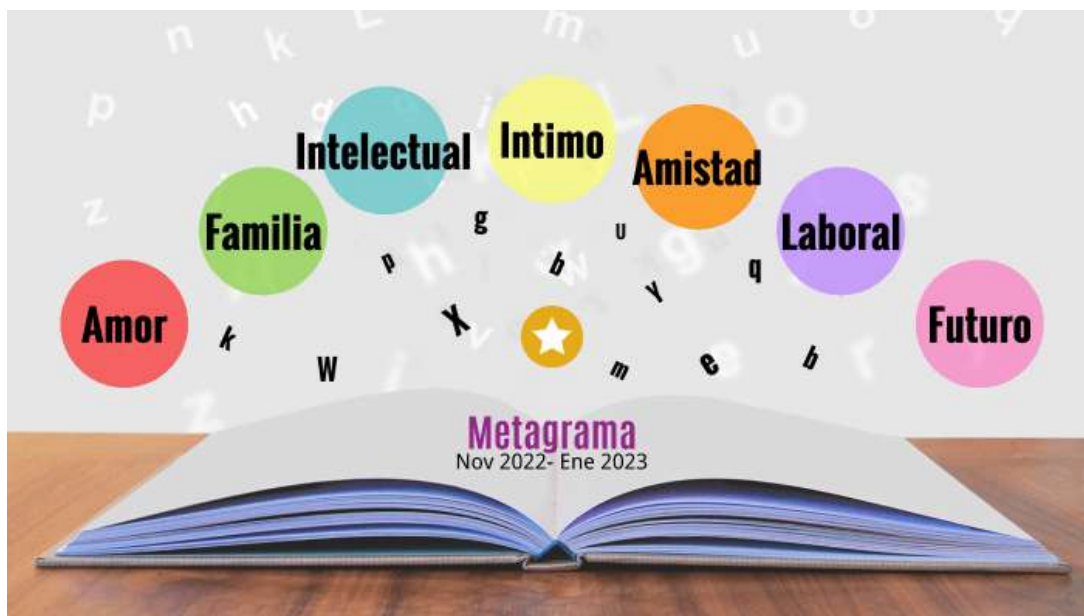 Intimo
Intelectual
Amistad
Familia
Laboral
Amor
Futuro
g
u
p
b
q
Y
X
k
W
m
e
b
Metagrama
Nov 2022- Ene 2023